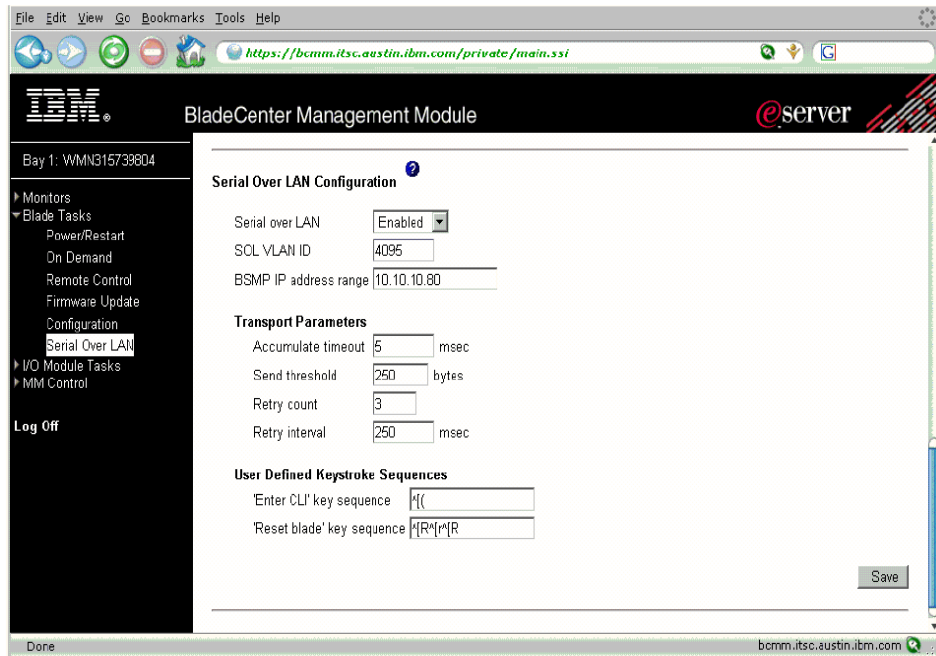 File Edit View Go Bookmarks Tools Help
https://bcmm.itsc.austin.ibm.com/private/main.ssi
G
IBM®
BladeCenter Management Module
eserver
Bay 1: WMN315739804
Monitors
Blade Tasks
Power/Restart
On Demand
Remote Control
Firmware Update
Configuration
Serial Over LAN
I/O Module Tasks
MM Control
Log Off
Serial Over LAN Configuration ?
Serial over LAN Enabled
SOL VLAN ID 4095
BSMP IP address range 10.10.10.80
Transport Parameters
Accumulate timeout 5 msec
Send threshold 250 bytes
Retry count 3
Retry interval 250 msec
User Defined Keystroke Sequences
'Enter CLI' key sequence ^[(
'Reset blade' key sequence ^[R^[r^[R
Save
Done
bcmm.itsc.austin.ibm.com